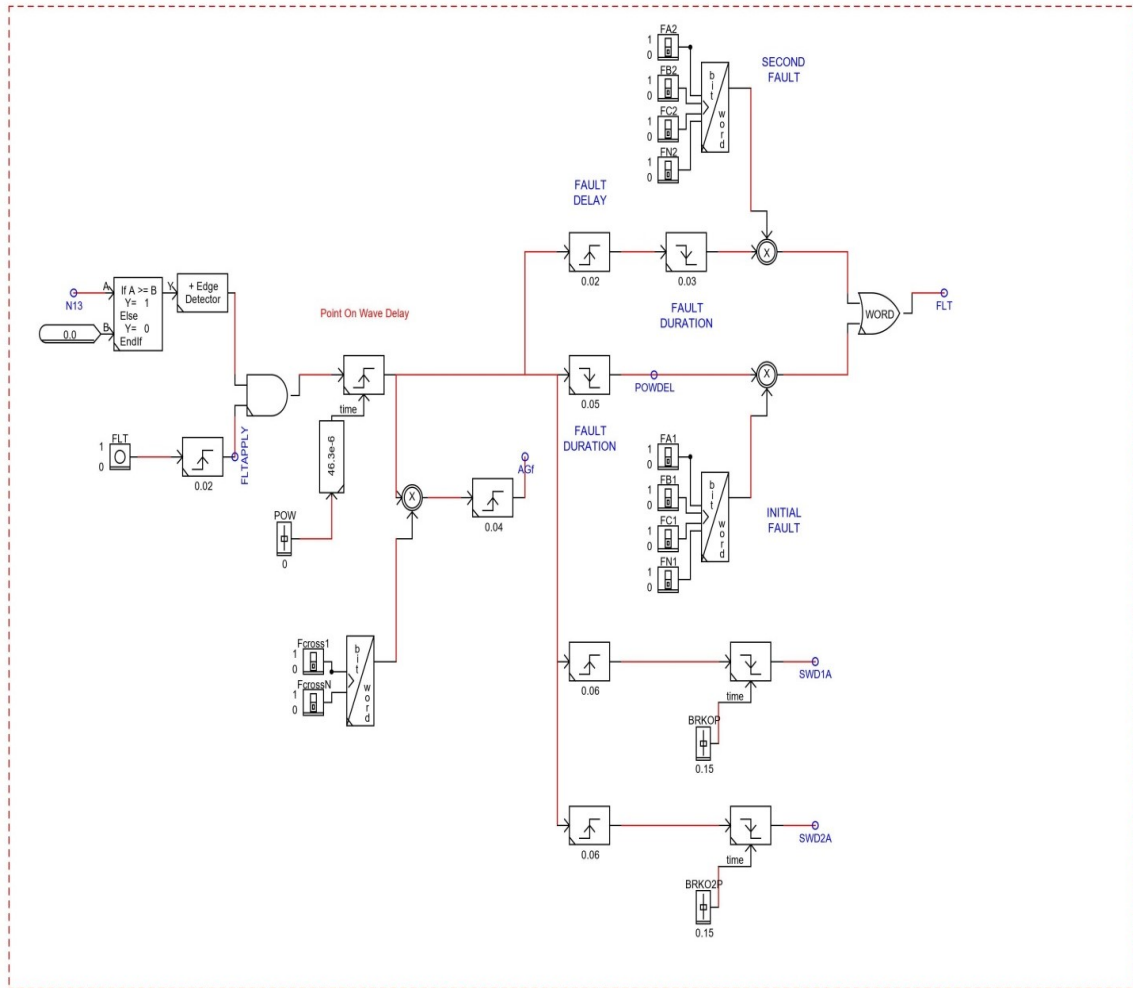 FA2
1
0
FB2
1
0
FC2
1
0
FN2
1
0
bit
word
SECOND
FAULT
FAULT
DELAY
0.02
0.03
X
FAULT
DURATION
N13
A
B
0.0
If A >= B
Y= 1
Else
Y= 0
EndIf
Y
+ Edge
Detector
Point On Wave Delay
time
46.3e-6
POW
0
FLT
1
0
0.02
FLTAPPLY
X
0.04
AGf
WORD
FLT
0.05
POWDEL
X
FAULT
DURATION
FA1
1
0
FB1
1
0
FC1
1
0
FN1
1
0
bit
word
INITIAL
FAULT
Fcross1
1
0
FcrossN
1
0
bit
word
0.06
time
SWD1A
BRKOP
0.15
0.06
time
SWD2A
BRKO2P
0.15